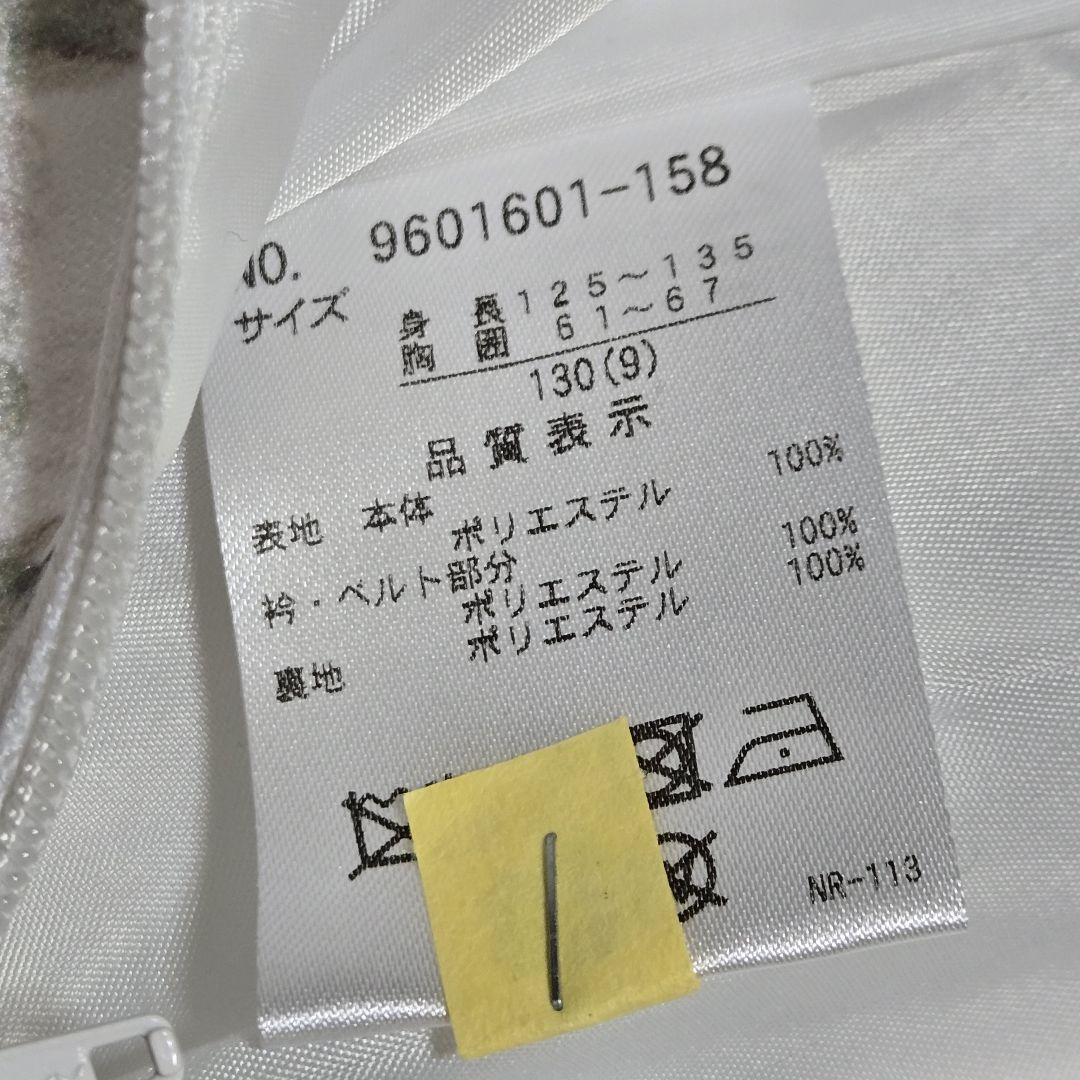 NO. 9601601-158
サイズ
身長 125~135
胸囲 61~67
130(9)
品質表示
表地 本体
ポリエステル 100%
衿・ベルト部分
ポリエステル 100%
裏地 ポリエステル 100%
NR-113